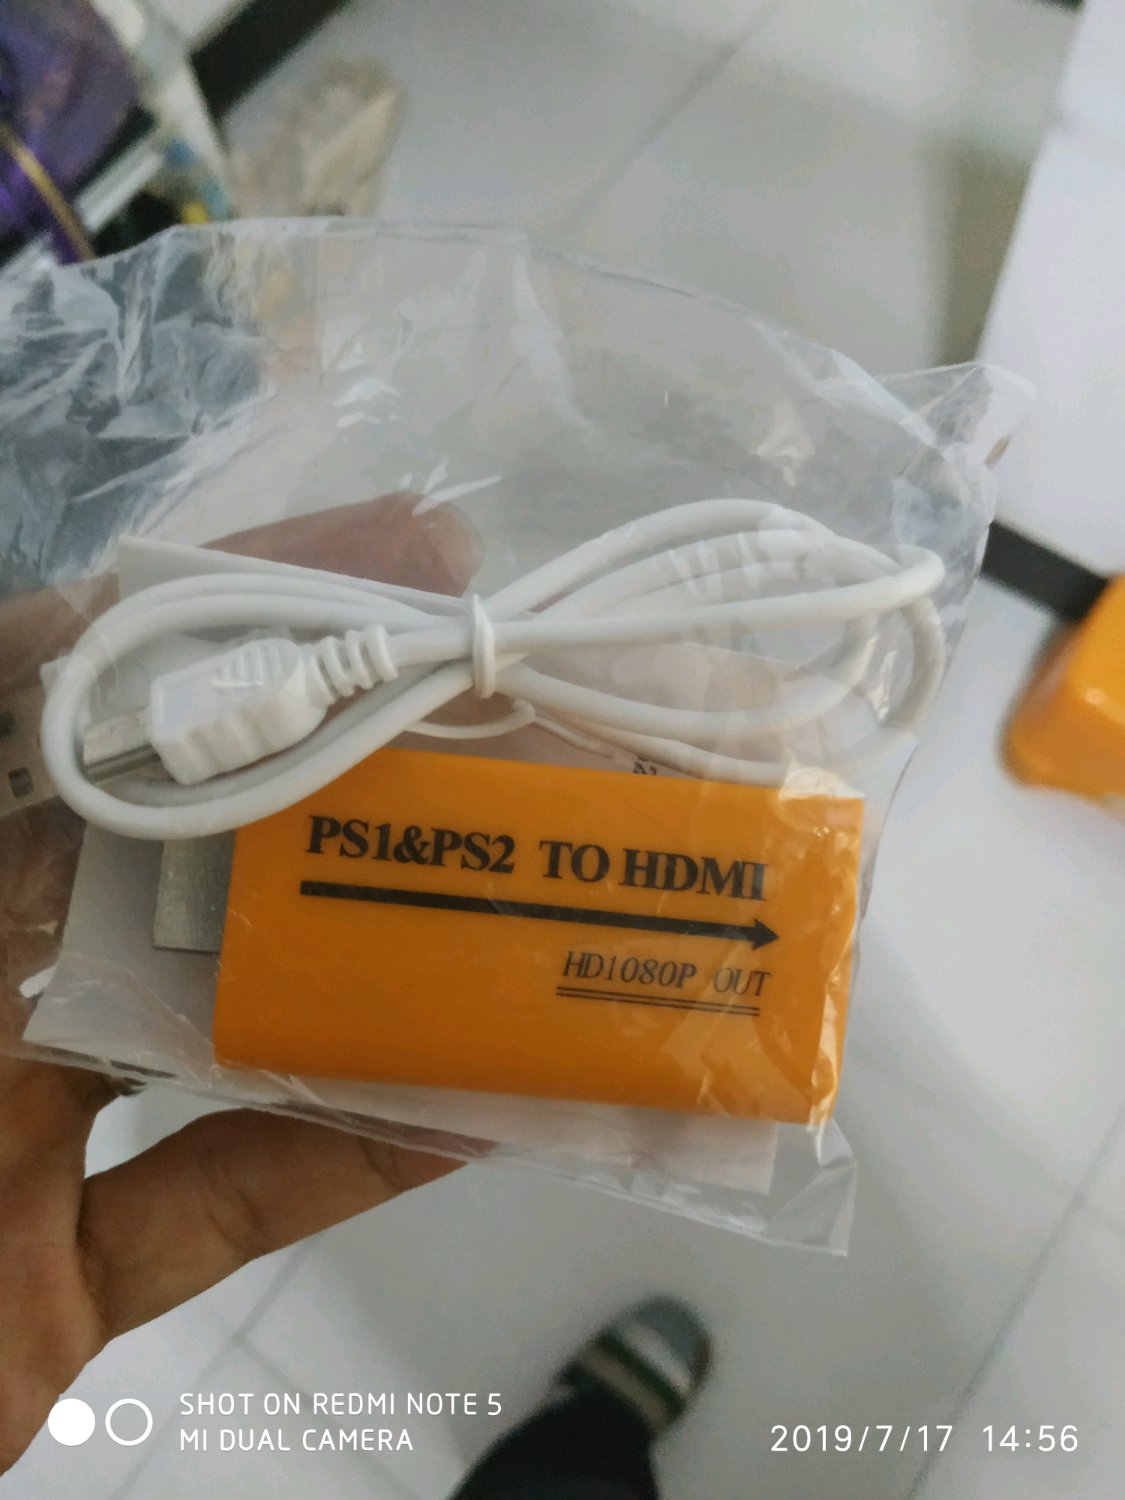 PS1&PS2 TO HDMI
HD1080P OUT
SHOT ON REDMI NOTE 5
MI DUAL CAMERA
2019/7/17 14:56